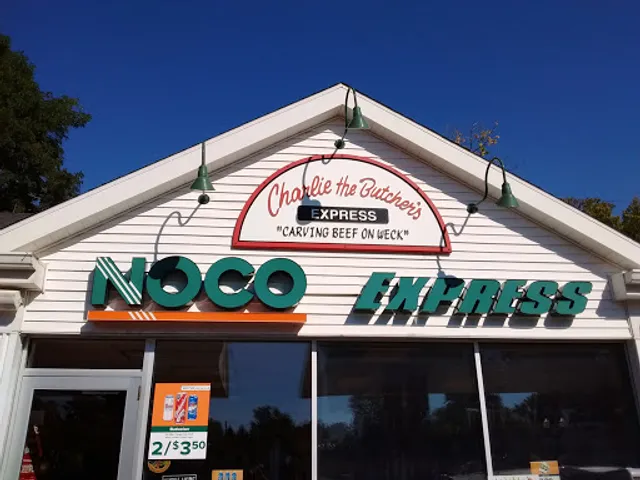 Charlie the Butcher's
EXPRESS
"CARVING BEEF ON WECK"
NOCO EXPRESS
2/$3.50